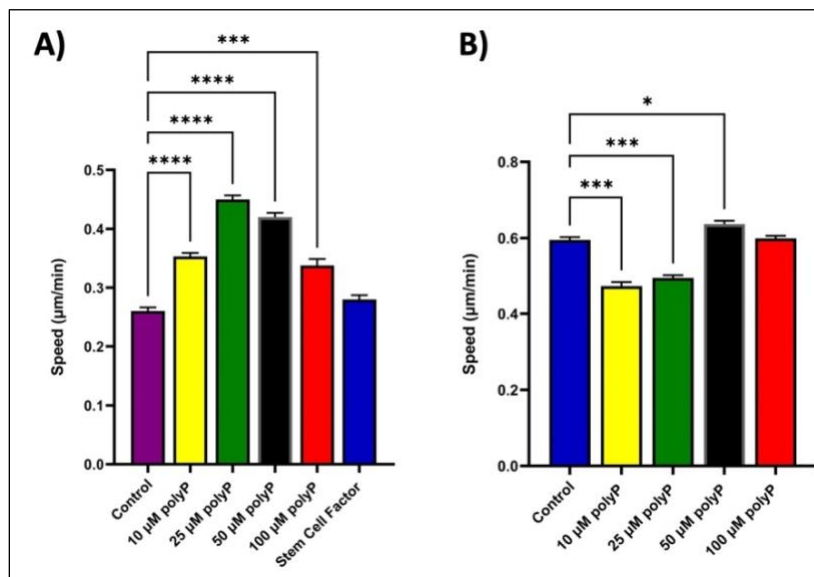 A)
***
****
****
****
0.5
0.4
0.3
0.2
0.1
0.0
Speed (µm/min)
Control
10 µM polyP
25 µM polyP
50 µM polyP
100 µM polyP
Stem Cell Factor
B)
*
***
***
0.8
0.6
0.4
0.2
0.0
Speed (µm/min)
Control
10 µM polyP
25 µM polyP
50 µM polyP
100 µM polyP